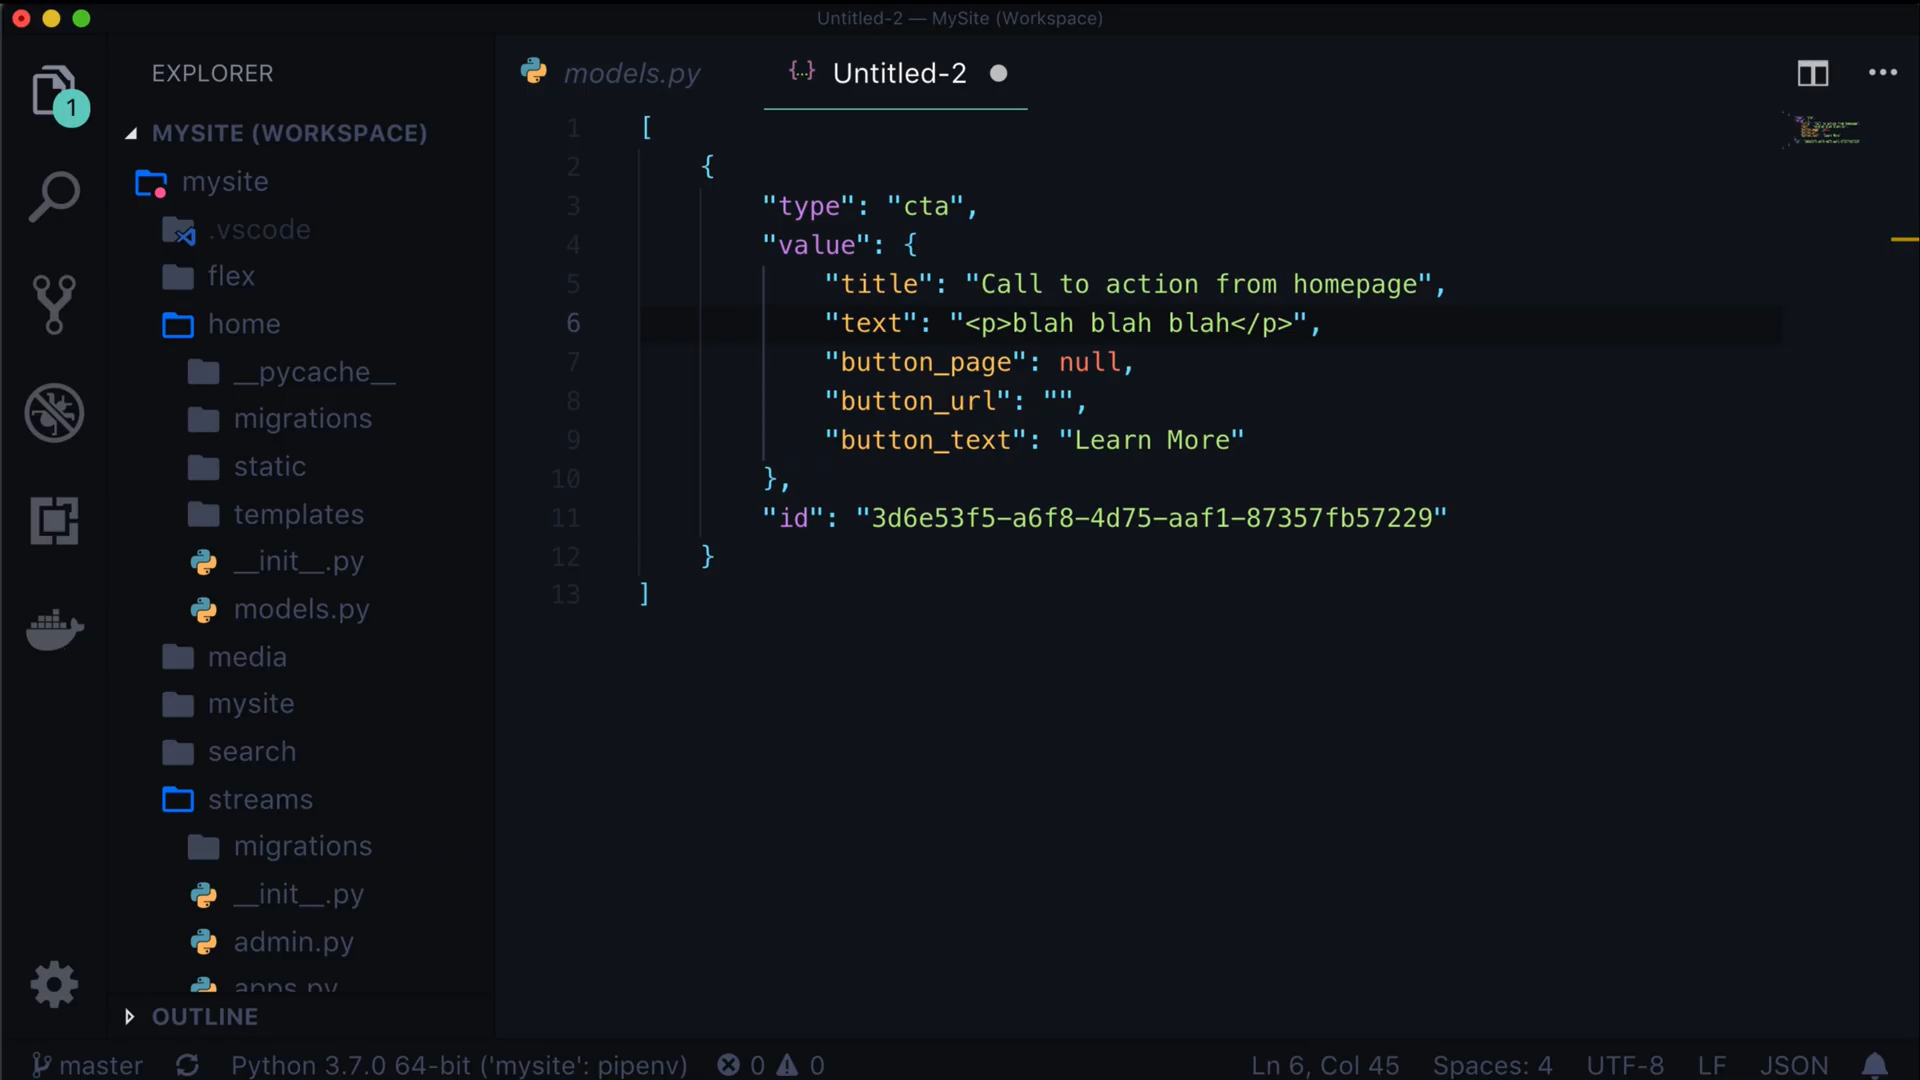 Untitled-2 — MySite (Workspace)
EXPLORER
1
MYSITE (WORKSPACE)
mysite
.vscode
flex
home
__pycache__
migrations
static
templates
__init__.py
models.py
media
mysite
search
streams
migrations
__init__.py
admin.py
apps.py
OUTLINE
models.py
{..} Untitled-2
1 [
2 {
3 "type": "cta",
4 "value": {
5 "title": "Call to action from homepage",
6 "text": "<p>blah blah blah</p>",
7 "button_page": null,
8 "button_url": "",
9 "button_text": "Learn More"
10 },
11 "id": "3d6e53f5-a6f8-4d75-aaf1-87357fb57229"
12 }
13 ]
master Python 3.7.0 64-bit ('mysite': pipenv) 0 0 Ln 6, Col 45 Spaces: 4 UTF-8 LF JSON